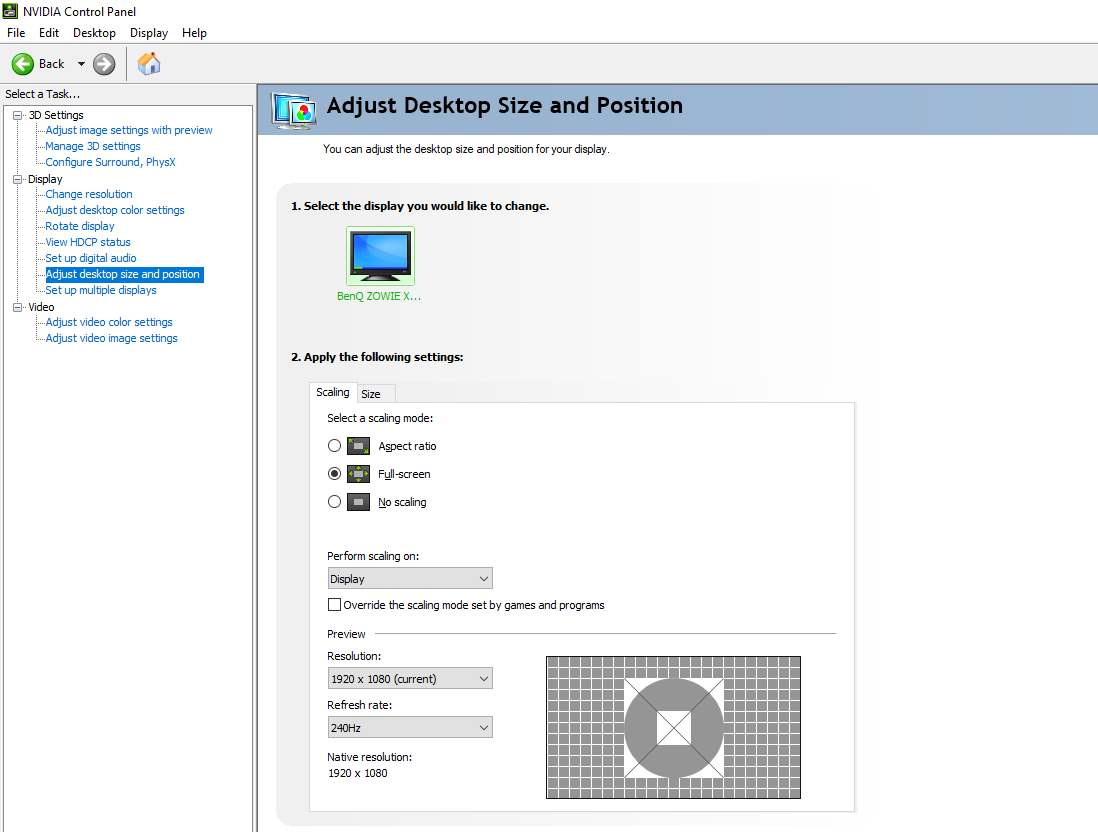 NVIDIA Control Panel
File Edit Desktop Display Help
Back
Select a Task...
3D Settings
Adjust image settings with preview
Manage 3D settings
Configure Surround, PhysX
Display
Change resolution
Adjust desktop color settings
Rotate display
View HDCP status
Set up digital audio
Adjust desktop size and position
Set up multiple displays
Video
Adjust video color settings
Adjust video image settings
Adjust Desktop Size and Position
You can adjust the desktop size and position for your display.
1. Select the display you would like to change.
BenQ ZOWIE X...
2. Apply the following settings:
Scaling Size
Select a scaling mode:
Aspect ratio
Full-screen
No scaling
Perform scaling on:
Display
Override the scaling mode set by games and programs
Preview
Resolution:
1920 x 1080 (current)
Refresh rate:
240Hz
Native resolution:
1920 x 1080